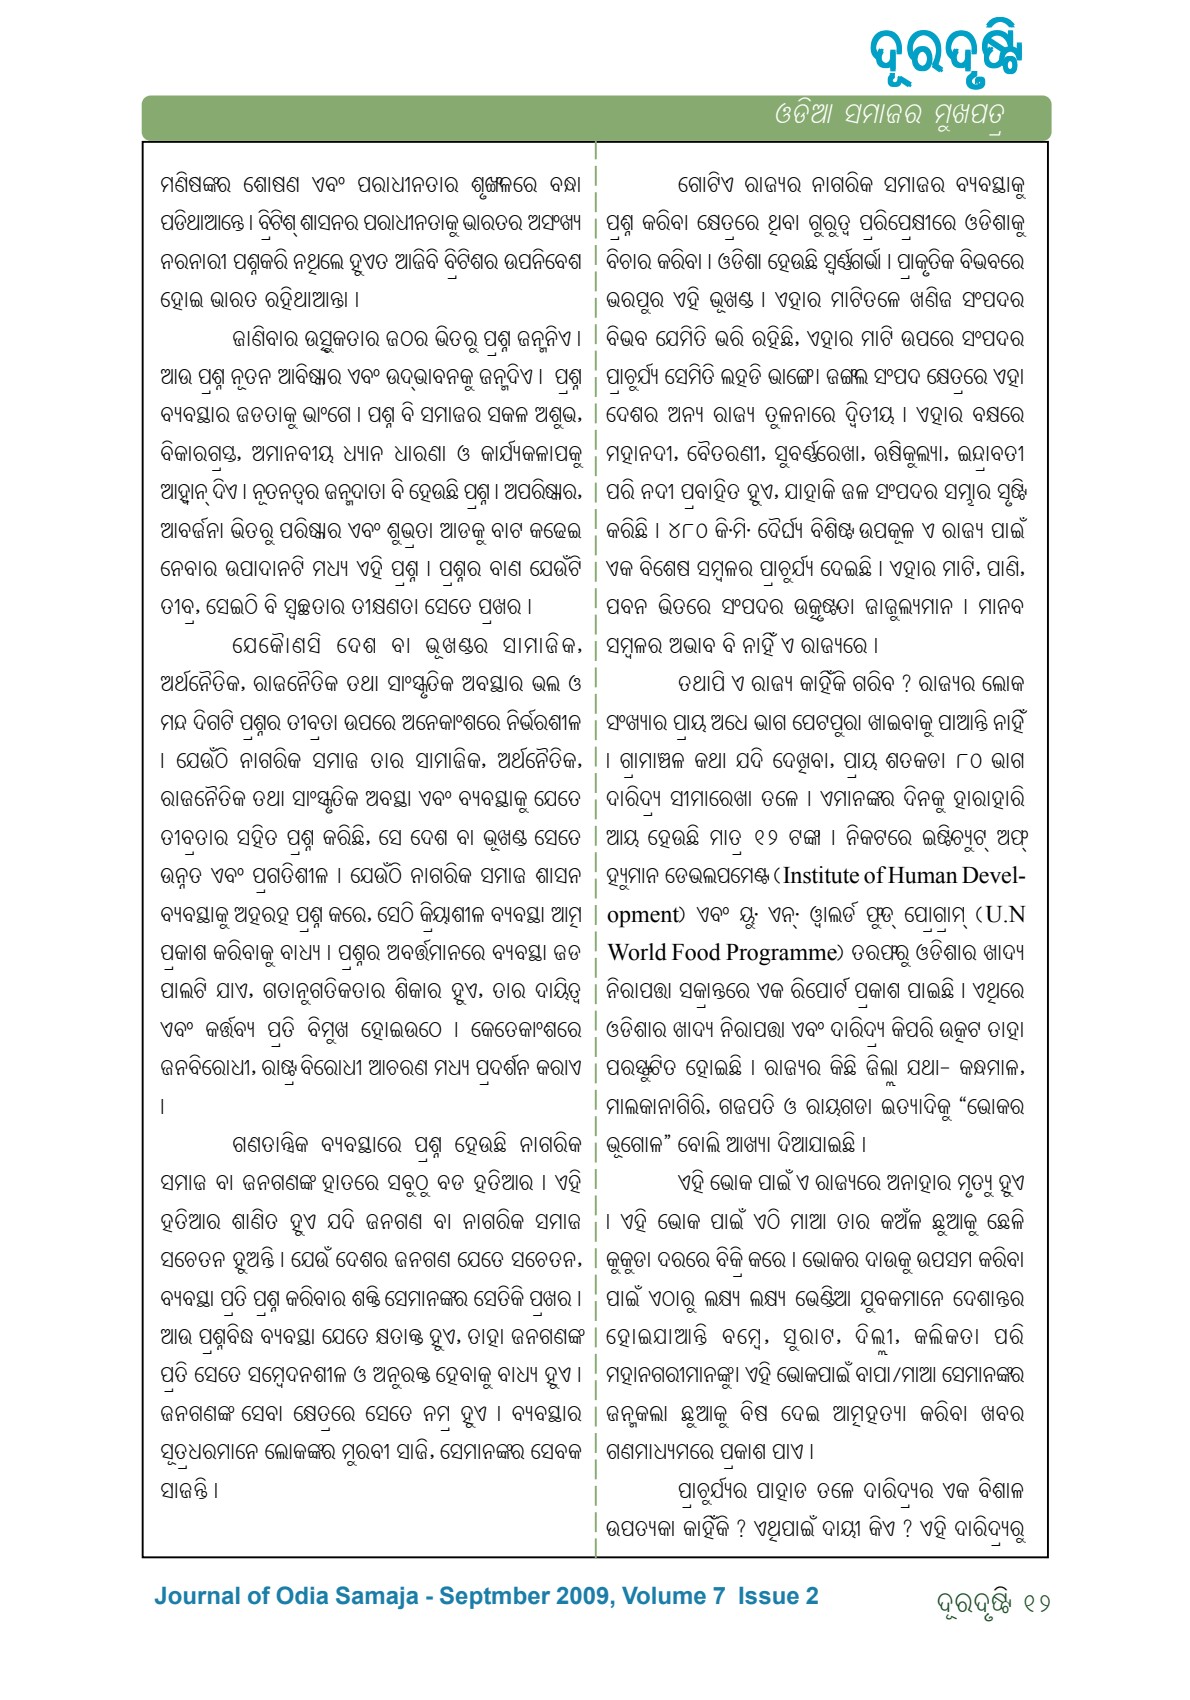 ଦୂରଦୃଷ୍ଟି
ଓଡିଆ ସମାଜର ମୁଖପତ୍ର
ମଣିଷଙ୍କର ଶୋଷଣ ଏବଂ ପରାଧୀନତାର ଶୃଙ୍ଖଳରେ ବନ୍ଧା
ପଡିଥାଆନ୍ତେ । ବ୍ରିଟିଶ୍ ଶାସନର ପରାଧୀନତାକୁ ଭାରତର ଅସଂଖ୍ୟ
ନରନାରୀ ପଶ୍ନକରି ନଥିଲେ ହୁଏତ ଆଜିବି ବ୍ରିଟିଶର ଉପନିବେଶ
ହୋଇ ଭାରତ ରହିଥାଆନ୍ତା ।
ଜାଣିବାର ଉତ୍ସୁକତାର ଜଠର ଭିତରୁ ପ୍ରଶ୍ନ ଜନ୍ମନିଏ ।
ଆଉ ପ୍ରଶ୍ନ ନୂତନ ଆବିଷ୍କାର ଏବଂ ଉଦ୍‌ଭାବନକୁ ଜନ୍ମଦିଏ । ପ୍ରଶ୍ନ
ବ୍ୟବସ୍ଥାର ଜଡତାକୁ ଭାଂଗେ । ପଶ୍ନ ବି ସମାଜର ସକଳ ଅଶୁଭ,
ବିକାରଗ୍ରସ୍ତ, ଅମାନବୀୟ ଧ୍ୟାନ ଧାରଣା ଓ କାର୍ଯ୍ୟକଳାପକୁ
ଆହ୍ୱାନ୍ ଦିଏ । ନୂତନତ୍ୱର ଜନ୍ମଦାତା ବି ହେଉଛି ପ୍ରଶ୍ନ । ଅପରିଷ୍କାର,
ଆବର୍ଜନା ଭିତରୁ ପରିଷ୍କାର ଏବଂ ଶୁଭ୍ରତା ଆଡକୁ ବାଟ କଢେଇ
ନେବାର ଉପାଦାନଟି ମଧ୍ୟ ଏହି ପ୍ରଶ୍ନ । ପ୍ରଶ୍ନର ବାଣ ଯେଉଁଟି
ତୀବ୍ର, ସେଇଠି ବି ସ୍ୱଚ୍ଛତାର ତୀକ୍ଷଣତା ସେତେ ପ୍ରଖର ।
ଯେକୌଣସି ଦେଶ ବା ଭୂଖଣ୍ଡର ସାମାଜିକ,
ଅର୍ଥନୈତିକ, ରାଜନୈତିକ ତଥା ସାଂସ୍କୃତିକ ଅବସ୍ଥାର ଭଲ ଓ
ମନ୍ଦ ଦିଗଟି ପ୍ରଶ୍ନର ତୀବ୍ରତା ଉପରେ ଅନେକାଂଶରେ ନିର୍ଭରଶୀଳ
। ଯେଉଁଠି ନାଗରିକ ସମାଜ ତାର ସାମାଜିକ, ଅର୍ଥନୈତିକ,
ରାଜନୈତିକ ତଥା ସାଂସ୍କୃତିକ ଅବସ୍ଥା ଏବଂ ବ୍ୟବସ୍ଥାକୁ ଯେତେ
ତୀବ୍ରତାର ସହିତ ପ୍ରଶ୍ନ କରିଛି, ସେ ଦେଶ ବା ଭୂଖଣ୍ଡ ସେତେ
ଉନ୍ନତ ଏବଂ ପ୍ରଗତିଶୀଳ । ଯେଉଁଠି ନାଗରିକ ସମାଜ ଶାସନ
ବ୍ୟବସ୍ଥାକୁ ଅହରହ ପ୍ରଶ୍ନ କରେ, ସେଠି କ୍ରିୟାଶୀଳ ବ୍ୟବସ୍ଥା ଆତ୍ମ
ପ୍ରକାଶ କରିବାକୁ ବାଧ୍ୟ । ପ୍ରଶ୍ନର ଅବର୍ତ୍ତମାନରେ ବ୍ୟବସ୍ଥା ଜଡ
ପାଲଟି ଯାଏ, ଗତାନୁଗତିକତାର ଶିକାର ହୁଏ, ତାର ଦାୟିତ୍ୱ
ଏବଂ କର୍ତ୍ତବ୍ୟ ପ୍ରତି ବିମୁଖ ହୋଇଉଠେ । କେତେକାଂଶରେ
ଜନବିରୋଧୀ, ରାଷ୍ଟ୍ର ବିରୋଧୀ ଆଚରଣ ମଧ୍ୟ ପ୍ରଦର୍ଶନ କରାଏ
।
ଗଣତାନ୍ତ୍ରିକ ବ୍ୟବସ୍ଥାରେ ପ୍ରଶ୍ନ ହେଉଛି ନାଗରିକ
ସମାଜ ବା ଜନଗଣଙ୍କ ହାତରେ ସବୁଠୁ ବଡ ହତିଆର । ଏହି
ହତିଆର ଶାଣିତ ହୁଏ ଯଦି ଜନଗଣ ବା ନାଗରିକ ସମାଜ
ସଚେତନ ହୁଅନ୍ତି । ଯେଉଁ ଦେଶର ଜନଗଣ ଯେତେ ସଚେତନ,
ବ୍ୟବସ୍ଥା ପ୍ରତି ପ୍ରଶ୍ନ କରିବାର ଶକ୍ତି ସେମାନଙ୍କର ସେତିକି ପ୍ରଖର ।
ଆଉ ପ୍ରଶ୍ନବିଦ୍ଧ ବ୍ୟବସ୍ଥା ଯେତେ କ୍ଷତାକ୍ତ ହୁଏ, ତାହା ଜନଗଣଙ୍କ
ପ୍ରତି ସେତେ ସମ୍ବେଦନଶୀଳ ଓ ଅନୁରକ୍ତ ହେବାକୁ ବାଧ୍ୟ ହୁଏ ।
ଜନଗଣଙ୍କ ସେବା କ୍ଷେତ୍ରରେ ସେତେ ନମ୍ର ହୁଏ । ବ୍ୟବସ୍ଥାର
ସୂତ୍ରଧରମାନେ ଲୋକଙ୍କର ମୁରବୀ ସାଜି, ସେମାନଙ୍କର ସେବକ
ସାଜନ୍ତି ।
ଗୋଟିଏ ରାଜ୍ୟର ନାଗରିକ ସମାଜର ବ୍ୟବସ୍ଥାକୁ
ପ୍ରଶ୍ନ କରିବା କ୍ଷେତ୍ରରେ ଥିବା ଗୁରୁତ୍ୱ ପ୍ରରିପ୍ରେକ୍ଷୀରେ ଓଡିଶାକୁ
ବିଚାର କରିବା । ଓଡିଶା ହେଉଛି ସ୍ୱର୍ଣ୍ଣଗର୍ଭା । ପ୍ରାକୃତିକ ବିଭବରେ
ଭରପୁର ଏହି ଭୂଖଣ୍ଡ । ଏହାର ମାଟିତଳେ ଖଣିଜ ସଂପଦର
ବିଭବ ଯେମିତି ଭରି ରହିଛି, ଏହାର ମାଟି ଉପରେ ସଂପଦର
ପ୍ରାଚୁର୍ଯ୍ୟ ସେମିତି ଲହଡି ଭାଙ୍ଗେ। ଜଙ୍ଗଲ ସଂପଦ କ୍ଷେତ୍ରରେ ଏହା
ଦେଶର ଅନ୍ୟ ରାଜ୍ୟ ତୁଳନାରେ ଦ୍ୱିତୀୟ । ଏହାର ବକ୍ଷରେ
ମହାନଦୀ, ବୈତରଣୀ, ସୁବର୍ଣ୍ଣରେଖା, ଋଷିକୁଲ୍ୟା, ଇନ୍ଦ୍ରାବତୀ
ପରି ନଦୀ ପ୍ରବାହିତ ହୁଏ, ଯାହାକି ଜଳ ସଂପଦର ସମ୍ଭାର ସୃଷ୍ଟି
କରିଛି । ୪୮୦ କି.ମି. ଦୈର୍ଘ୍ୟ ବିଶିଷ୍ଟ ଉପକୂଳ ଏ ରାଜ୍ୟ ପାଇଁ
ଏକ ବିଶେଷ ସମ୍ବଳର ପ୍ରାଚୁର୍ଯ୍ୟ ଦେଇଛି । ଏହାର ମାଟି, ପାଣି,
ପବନ ଭିତରେ ସଂପଦର ଉତ୍କୃଷ୍ଟତା ଜାଜୁଲ୍ୟମାନ । ମାନବ
ସମ୍ବଳର ଅଭାବ ବି ନାହିଁ ଏ ରାଜ୍ୟରେ ।
ତଥାପି ଏ ରାଜ୍ୟ କାହିଁକି ଗରିବ ? ରାଜ୍ୟର ଲୋକ
ସଂଖ୍ୟାର ପ୍ରାୟ ଅଧେ ଭାଗ ପେଟପୁରା ଖାଇବାକୁ ପାଆନ୍ତି ନାହିଁ
। ଗ୍ରାମାଞ୍ଚଳ କଥା ଯଦି ଦେଖିବା, ପ୍ରାୟ ଶତକଡା ୮୦ ଭାଗ
ଦାରିଦ୍ର୍ୟ ସୀମାରେଖା ତଳେ । ଏମାନଙ୍କର ଦିନକୁ ହାରାହାରି
ଆୟ ହେଉଛି ମାତ୍ର ୧୨ ଟଙ୍କା । ନିକଟରେ ଇଷ୍ଟିଚ୍ୟୁଟ୍ ଅଫ୍
ହ୍ୟୁମାନ ଡେଭଲପମେଣ୍ଟ (Institute of Human Devel-
opment) ଏବଂ ୟୁ. ଏନ୍. ଓ୍ୱାଲର୍ଡ ଫୁଡ୍ ପ୍ରୋଗ୍ରାମ୍ (U.N
World Food Programme) ତରଫରୁ ଓଡିଶାର ଖାଦ୍ୟ
ନିରାପତ୍ତା ସକ୍ରାନ୍ତରେ ଏକ ରିପୋର୍ଟ ପ୍ରକାଶ ପାଇଛି । ଏଥିରେ
ଓଡିଶାର ଖାଦ୍ୟ ନିରାପତ୍ତା ଏବଂ ଦାରିଦ୍ର୍ୟ କିପରି ଉତ୍କଟ ତାହା
ପରସ୍ଫୁଟିତ ହୋଇଛି । ରାଜ୍ୟର କିଛି ଜିଲ୍ଲା ଯଥା- କନ୍ଧମାଳ,
ମାଲକାନାଗିରି, ଗଜପତି ଓ ରାୟଗଡା ଇତ୍ୟାଦିକୁ “ଭୋକର
ଭୂଗୋଳ” ବୋଲି ଆଖ୍ୟା ଦିଆଯାଇଛି ।
ଏହି ଭୋକ ପାଇଁ ଏ ରାଜ୍ୟରେ ଅନାହାର ମୃତ୍ୟୁ ହୁଏ
। ଏହି ଭୋକ ପାଇଁ ଏଠି ମାଆ ତାର କଅଁଳ ଛୁଆକୁ ଛେଳି
କୁକୁଡା ଦରରେ ବିକ୍ରି କରେ । ଭୋକର ଦାଉକୁ ଉପସମ କରିବା
ପାଇଁ ଏଠାରୁ ଲକ୍ଷ୍ୟ ଲକ୍ଷ୍ୟ ଭେଣ୍ଡିଆ ଯୁବକମାନେ ଦେଶାନ୍ତର
ହୋଇଯାଆନ୍ତି ବମ୍ବେ, ସୁରାଟ, ଦିଲ୍ଲୀ, କଲିକତା ପରି
ମହାନଗରୀମାନଙ୍କୁ। ଏହି ଭୋକପାଇଁ ବାପା/ମାଆ ସେମାନଙ୍କର
ଜନ୍ମକଲା ଛୁଆକୁ ବିଷ ଦେଇ ଆତ୍ମହତ୍ୟା କରିବା ଖବର
ଗଣମାଧ୍ୟମରେ ପ୍ରକାଶ ପାଏ ।
ପ୍ରାଚୁର୍ଯ୍ୟର ପାହାଡ ତଳେ ଦାରିଦ୍ର୍ୟର ଏକ ବିଶାଳ
ଉପତ୍ୟକା କାହିଁକି ? ଏଥିପାଇଁ ଦାୟୀ କିଏ ? ଏହି ଦାରିଦ୍ର୍ୟରୁ
Journal of Odia Samaja - Septmber 2009, Volume 7 Issue 2
ଦୂରଦୃଷ୍ଟି ୧୨